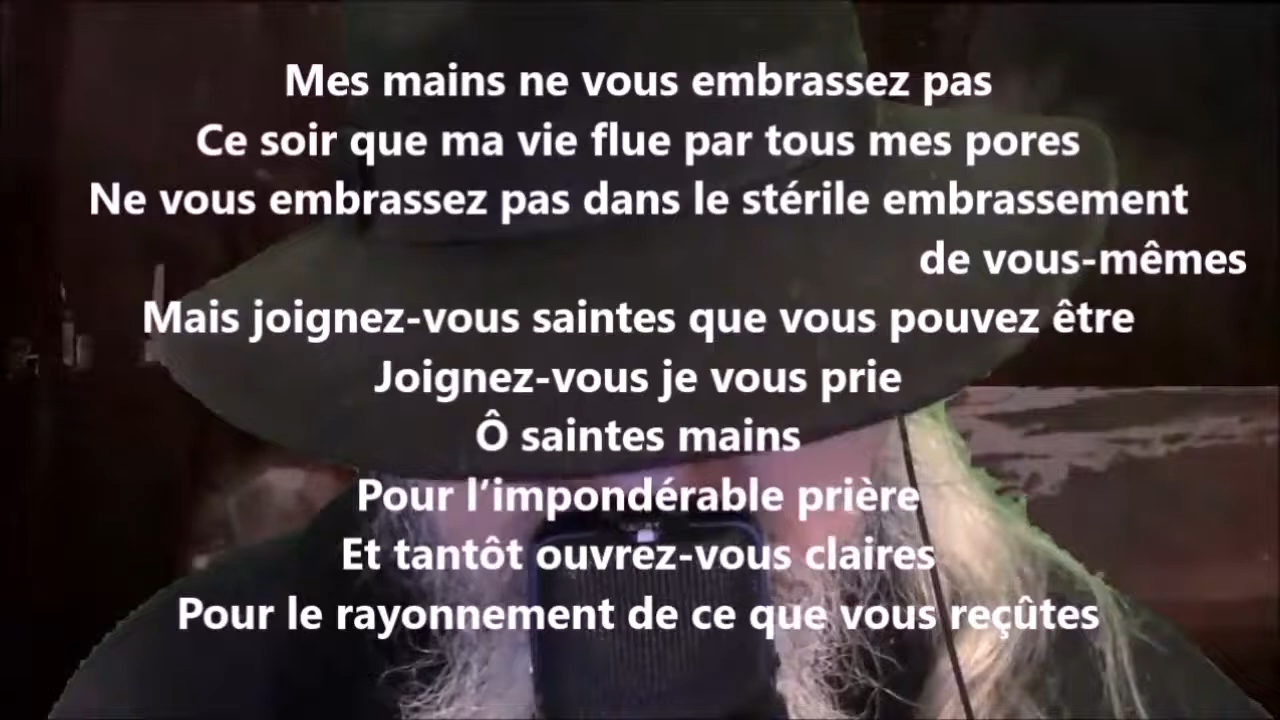 Mes mains ne vous embrassez pas
Ce soir que ma vie flue par tous mes pores
Ne vous embrassez pas dans le stérile embrassement
de vous-mêmes
Mais joignez-vous saintes que vous pouvez être
Joignez-vous je vous prie
Ô saintes mains
Pour l’impondérable prière
Et tantôt ouvrez-vous claires
Pour le rayonnement de ce que vous reçûtes